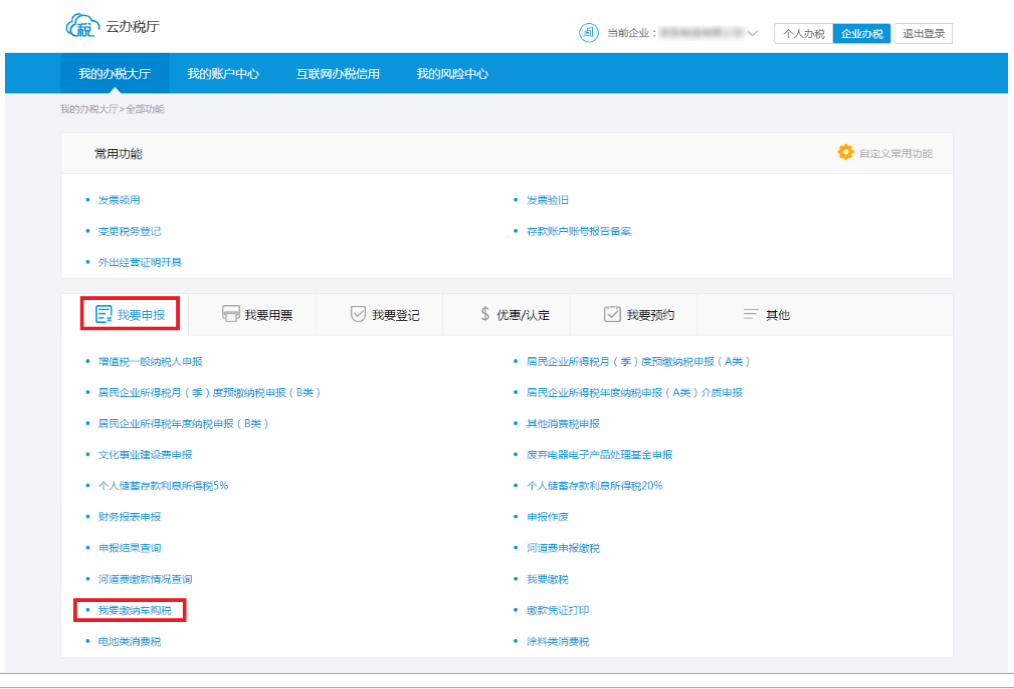 税 云办税厅
当前企业： 个人办税 企业办税 退出登录
我的办税大厅 我的账户中心 互联网办税信用 我的风险中心
我的办税大厅>全部功能
常用功能 自定义常用功能
发票领用 发票验旧
变更税务登记 存款账户账号报告备案
外出经营证明开具
我要申报 我要用票 我要登记 优惠/认定 我要预约 其他
增值税一般纳税人申报 居民企业所得税月（季）度预缴纳税申报（A类）
居民企业所得税月（季）度预缴纳税申报（B类） 居民企业所得税年度纳税申报（A类）介质申报
居民企业所得税年度纳税申报（B类） 其他消费税申报
文化事业建设费申报 废弃电器电子产品处理基金申报
个人储蓄存款利息所得税5% 个人储蓄存款利息所得税20%
财务报表申报 申报作废
申报结果查询 河道费申报缴税
河道费缴款情况查询 我要缴税
我要缴纳车购税 缴款凭证打印
电池类消费税 涂料类消费税